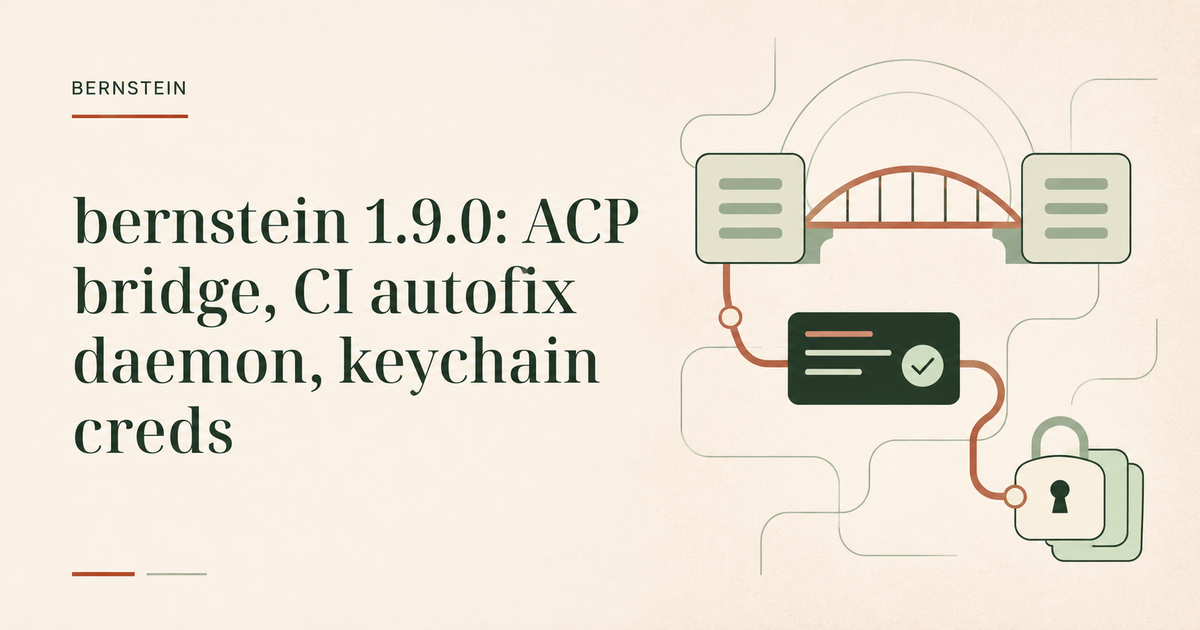 BERNSTEIN
bernstein 1.9.0: ACP
bridge, CI autofix
daemon, keychain
creds